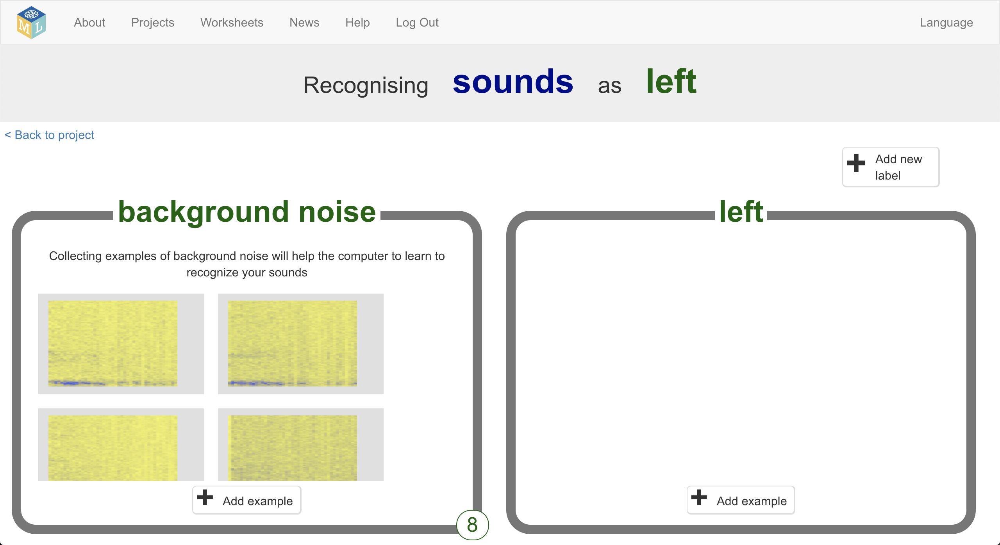 M L About Projects Worksheets News Help Log Out Language
Recognising sounds as left
< Back to project
Add new
label
background noise
Collecting examples of background noise will help the computer to learn to
recognize your sounds
Add example
8
left
Add example